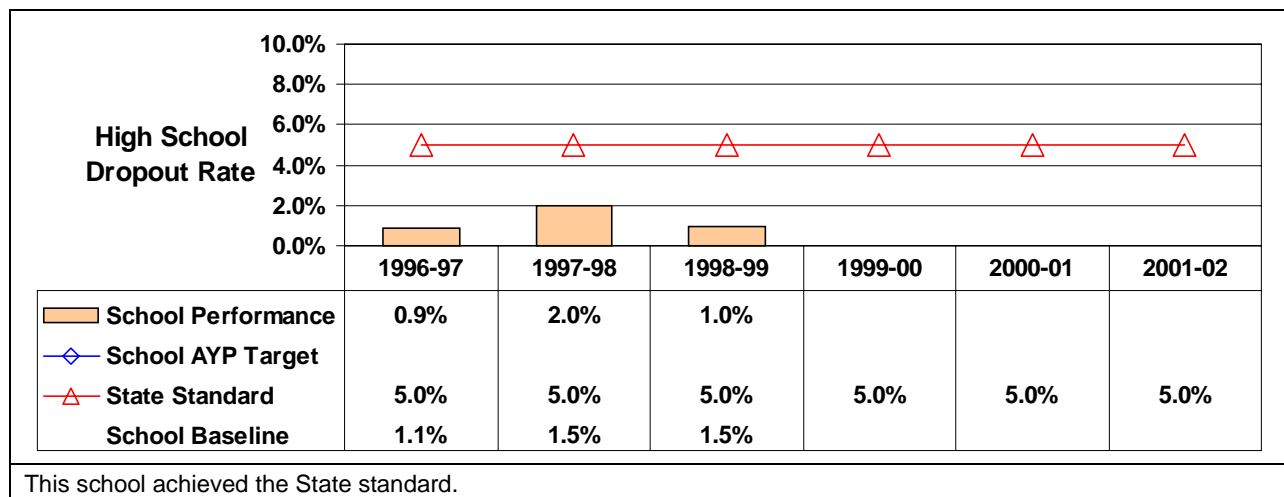 10.0%
8.0%
6.0%
4.0%
2.0%
0.0%
High School
Dropout Rate
1996-97 1997-98 1998-99 1999-00 2000-01 2001-02
School Performance 0.9% 2.0% 1.0%
School AYP Target
State Standard 5.0% 5.0% 5.0% 5.0% 5.0% 5.0%
School Baseline 1.1% 1.5% 1.5%
This school achieved the State standard.